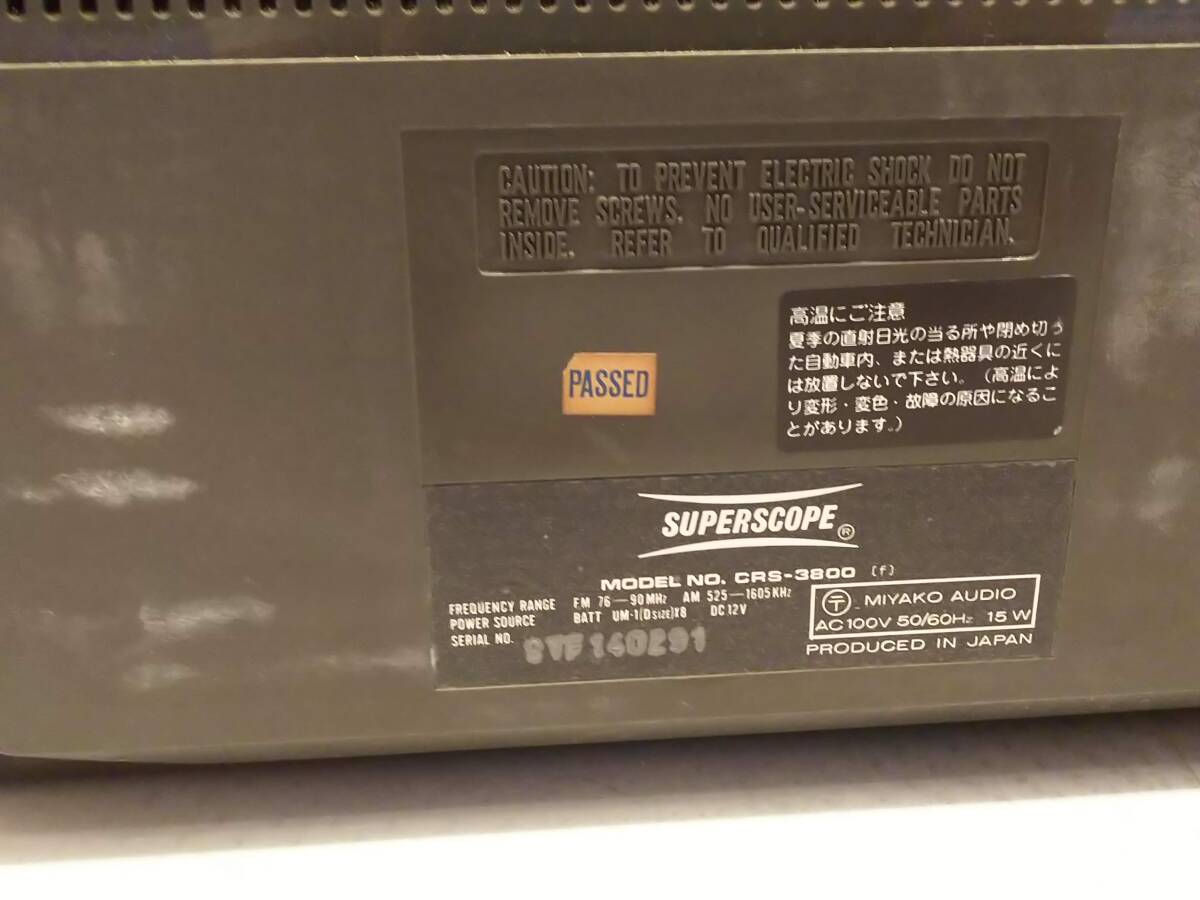 CAUTION: TO PREVENT ELECTRIC SHOCK DO NOT
REMOVE SCREWS. NO USER-SERVICEABLE PARTS
INSIDE. REFER TO QUALIFIED TECHNICIAN.
高温にご注意
夏季の直射日光の当る所や閉め切っ
た自動車内、または熱器具の近くに
は放置しないで下さい。(高温によ
り変形・変色・故障の原因になるこ
とがあります。)
PASSED
SUPERSCOPE®
MODEL NO. CRS-3800 (f)
FREQUENCY RANGE FM 76-90MHz AM 525-1605KHz
POWER SOURCE BATT UM-1(D SIZE)X8 DC12V
SERIAL NO. 140291
〒 MIYAKO AUDIO
AC100V 50/60Hz 15W
PRODUCED IN JAPAN